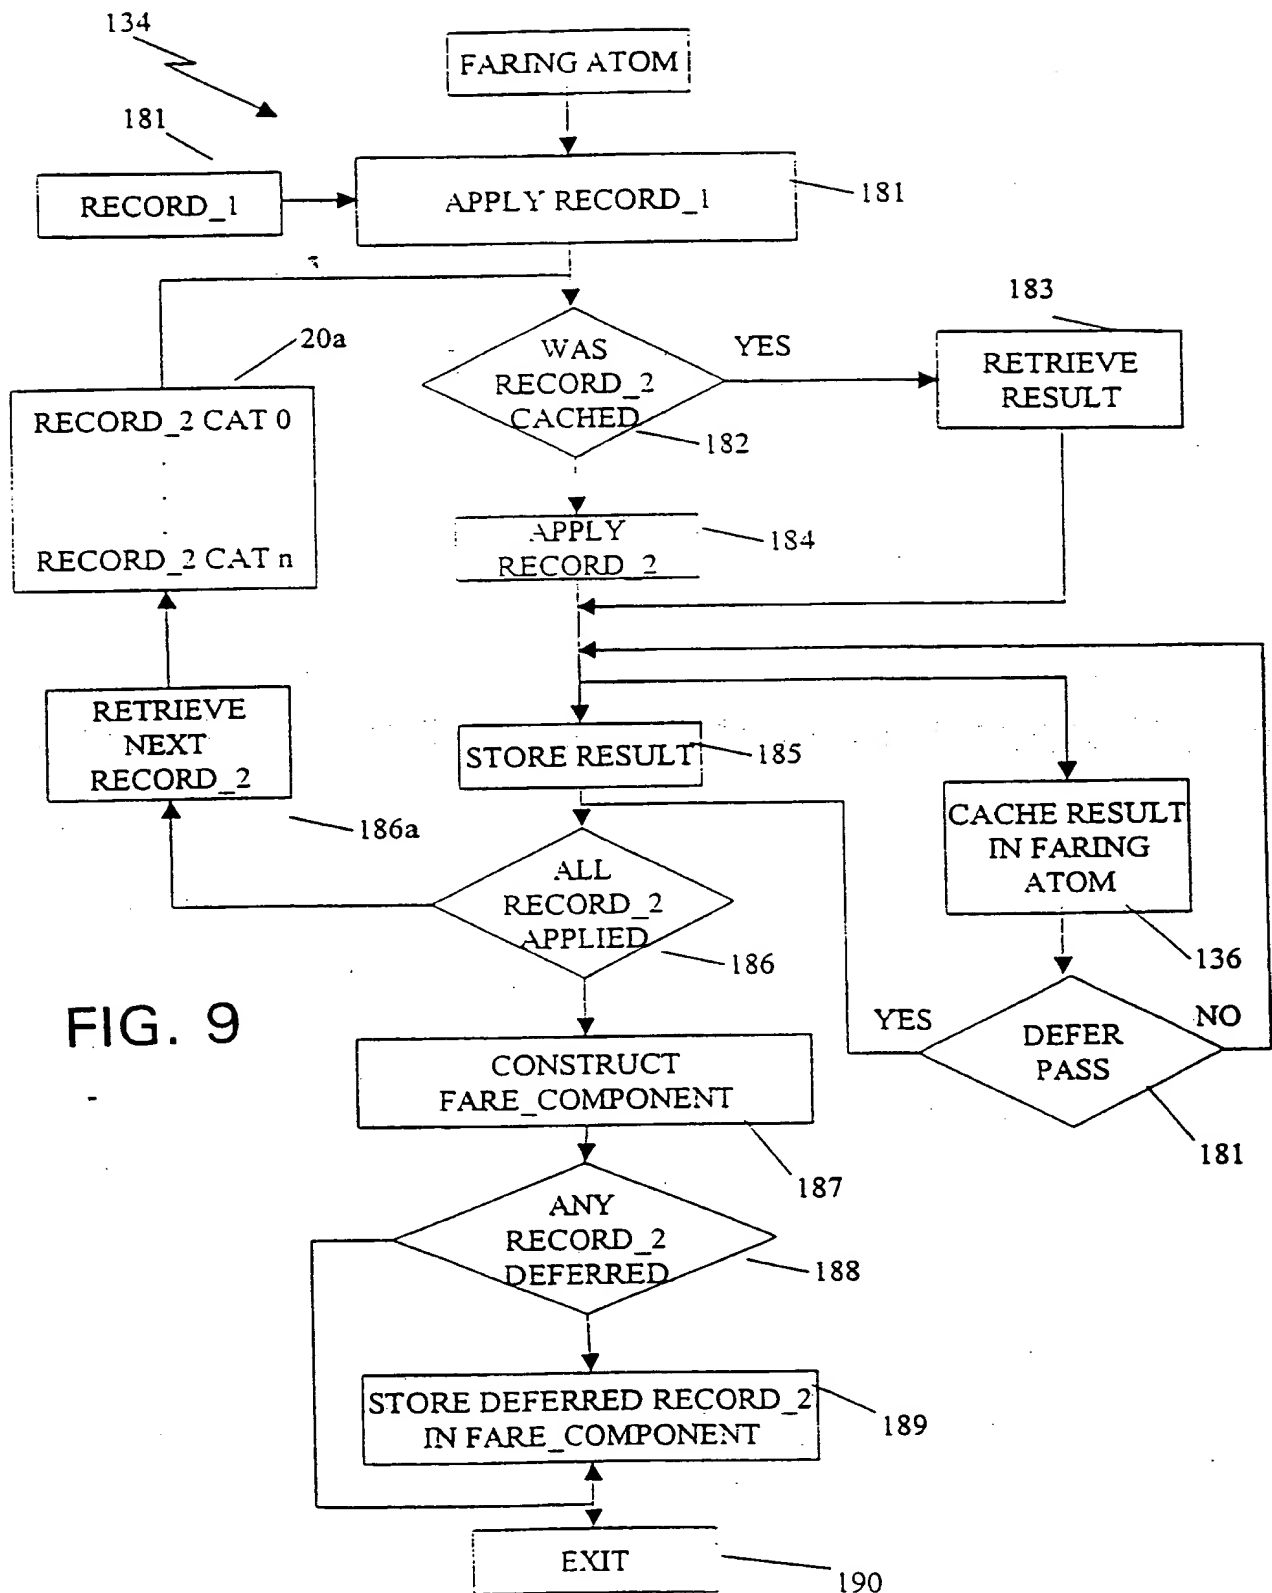 134
FARING ATOM
181
RECORD_1
APPLY RECORD_1
181
183
20a
WAS
RECORD_2
CACHED
YES
182
RETRIEVE
RESULT
RECORD_2 CAT 0
.
.
.
RECORD_2 CAT n
APPLY
RECORD_2
184
RETRIEVE
NEXT
RECORD_2
186a
STORE RESULT
185
CACHE RESULT
IN FARING
ATOM
136
ALL
RECORD_2
APPLIED
186
FIG. 9
YES
DEFER
PASS
NO
181
CONSTRUCT
FARE_COMPONENT
187
ANY
RECORD_2
DEFERRED
188
STORE DEFERRED RECORD_2
IN FARE_COMPONENT
189
EXIT
190